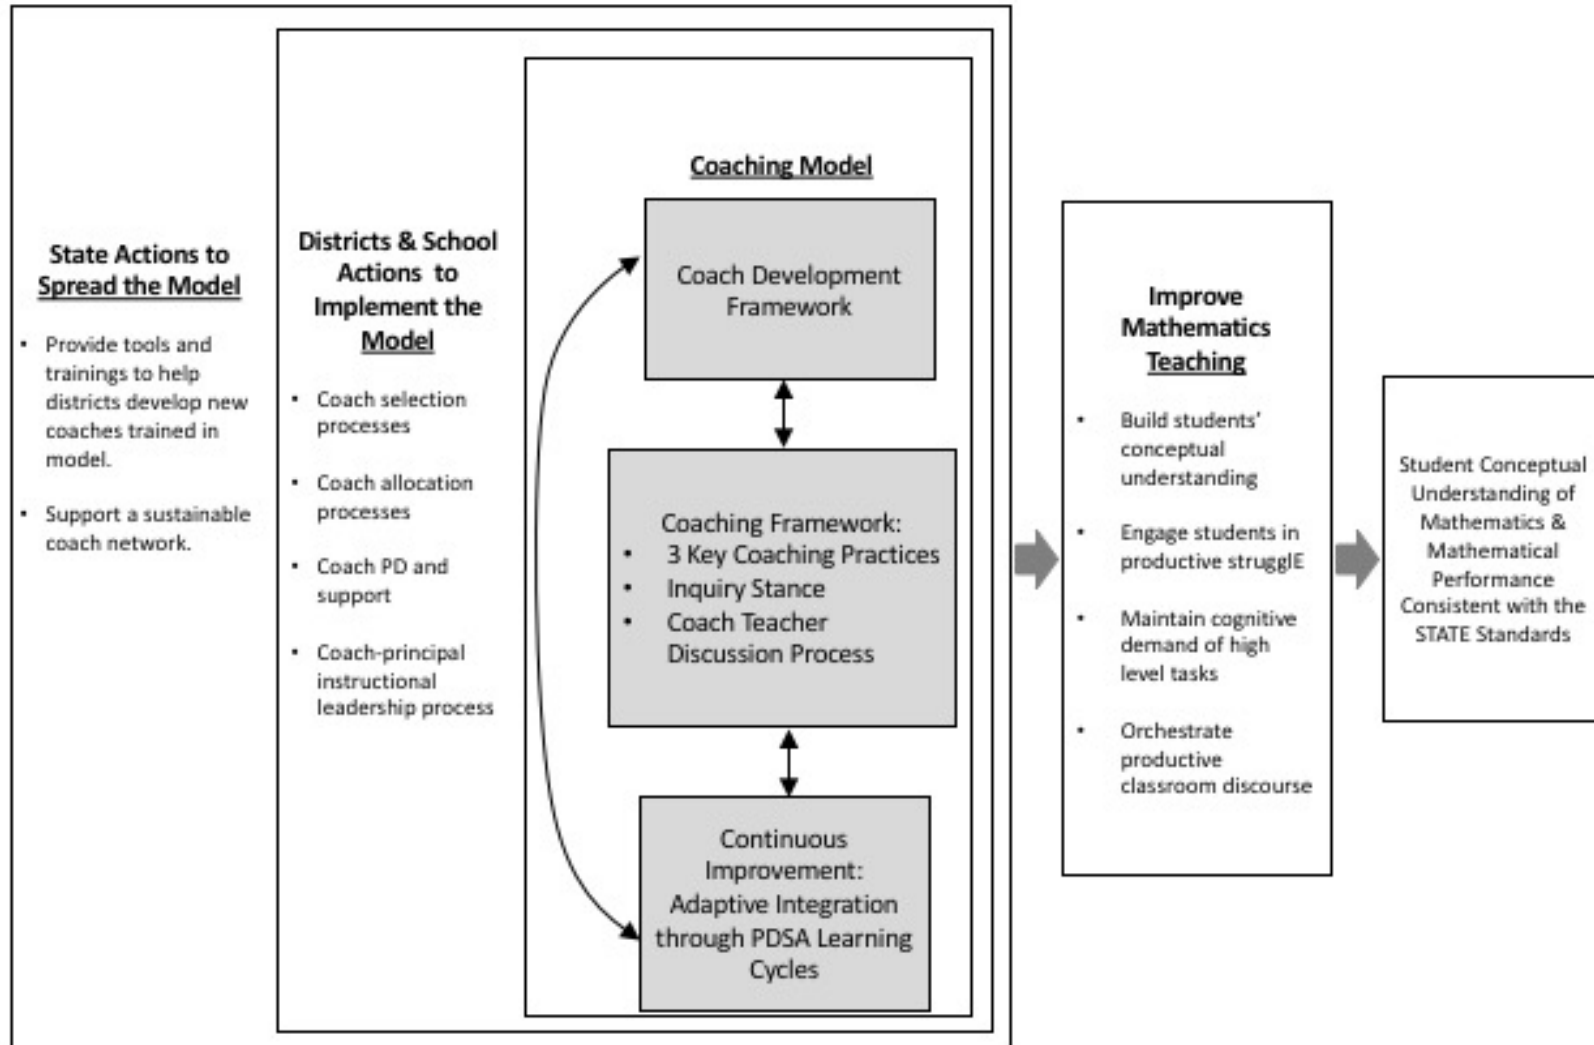 State Actions to
Spread the Model
• Provide tools and
trainings to help
districts develop new
coaches trained in
model.
• Support a sustainable
coach network.
Districts & School
Actions to
Implement the
Model
• Coach selection
processes
• Coach allocation
processes
• Coach PD and
support
• Coach-principal
instructional
leadership process
Coaching Model
Coach Development
Framework
Coaching Framework:
• 3 Key Coaching Practices
• Inquiry Stance
• Coach Teacher
Discussion Process
Continuous
Improvement:
Adaptive Integration
through PDSA Learning
Cycles
Improve
Mathematics
Teaching
• Build students'
conceptual
understanding
• Engage students in
productive strugglE
• Maintain cognitive
demand of high
level tasks
• Orchestrate
productive
classroom discourse
Student Conceptual
Understanding of
Mathematics &
Mathematical
Performance
Consistent with the
STATE Standards